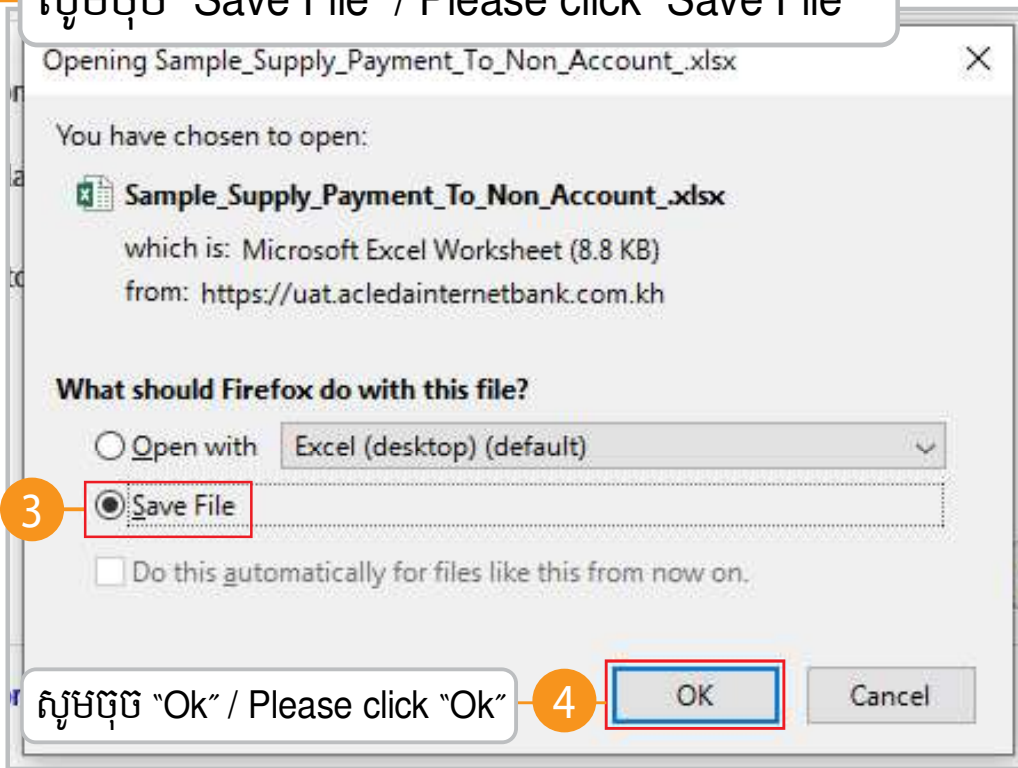 សូមចុច "Save File" / Please click "Save File"
Opening Sample_Supply_Payment_To_Non_Account_.xlsx
You have chosen to open:
Sample_Supply_Payment_To_Non_Account_.xlsx
which is: Microsoft Excel Worksheet (8.8 KB)
from: https://uat.acledainternetbank.com.kh
What should Firefox do with this file?
Open with Excel (desktop) (default)
3 Save File
Do this automatically for files like this from now on.
សូមចុច "Ok" / Please click "Ok" 4 OK Cancel